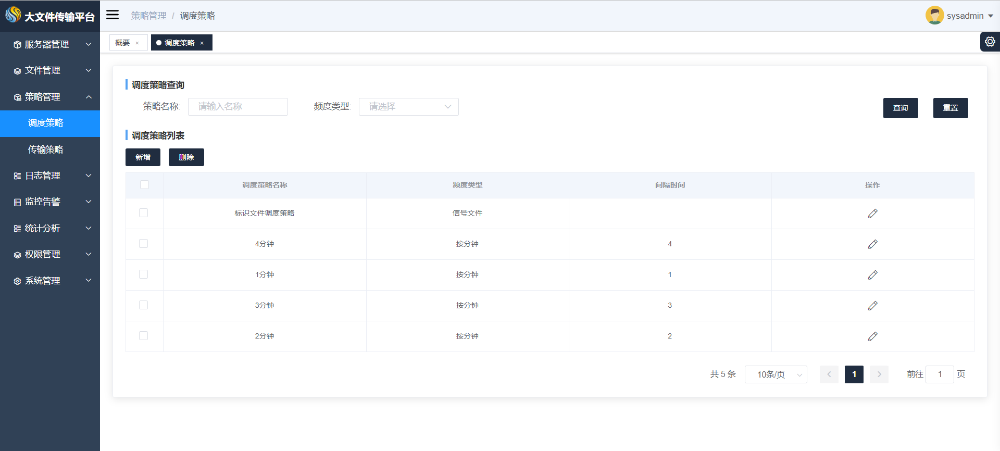 大文件传输平台
策略管理 / 调度策略
sysadmin
概要 ×
调度策略 ×
服务器管理
文件管理
策略管理
调度策略
传输策略
日志管理
监控告警
统计分析
权限管理
系统管理
调度策略查询
策略名称: 请输入名称 频度类型: 请选择 查询 重置
调度策略列表
新增 删除
调度策略名称 频度类型 间隔时间 操作
标识文件调度策略 信号文件
4分钟 按分钟 4
1分钟 按分钟 1
3分钟 按分钟 3
2分钟 按分钟 2
共 5 条 10条/页 1 前往 1 页